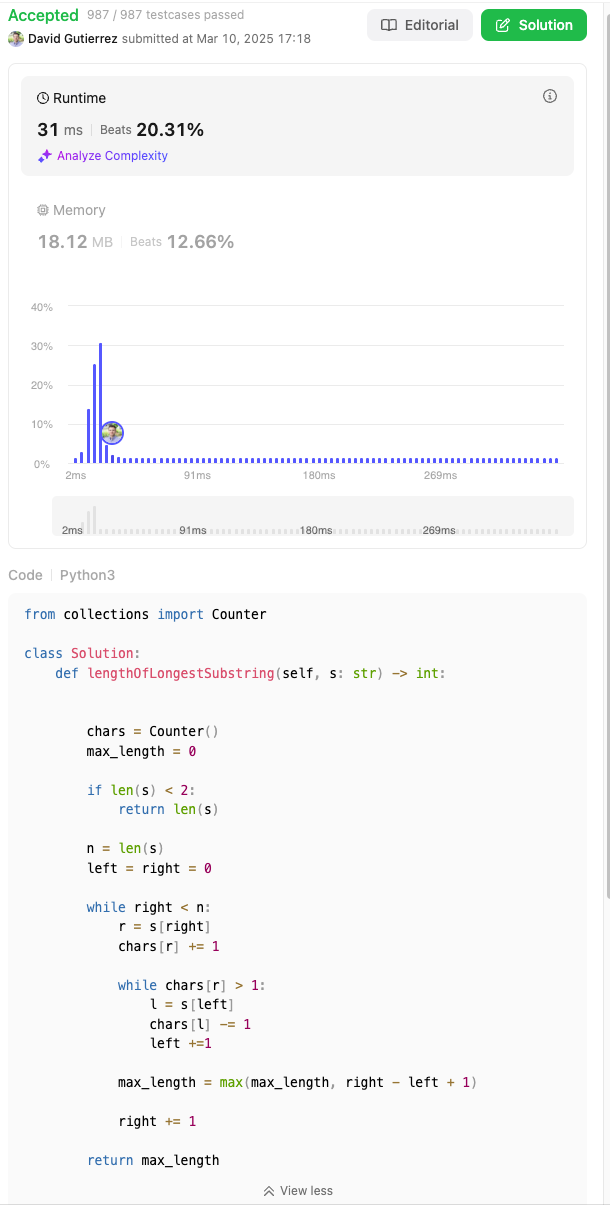 Accepted 987 / 987 testcases passed
David Gutierrez submitted at Mar 10, 2025 17:18
Editorial
Solution
Runtime
31 ms | Beats 20.31%
Analyze Complexity
Memory
18.12 MB | Beats 12.66%
40%
30%
20%
10%
0%
2ms 91ms 180ms 269ms
2ms 91ms 180ms 269ms
Code | Python3
from collections import Counter
class Solution:
    def lengthOfLongestSubstring(self, s: str) -> int:
        chars = Counter()
        max_length = 0
        if len(s) < 2:
            return len(s)
        n = len(s)
        left = right = 0
        while right < n:
            r = s[right]
            chars[r] += 1
            while chars[r] > 1:
                l = s[left]
                chars[l] -= 1
                left +=1
            max_length = max(max_length, right - left + 1)
            right += 1
        return max_length
View less